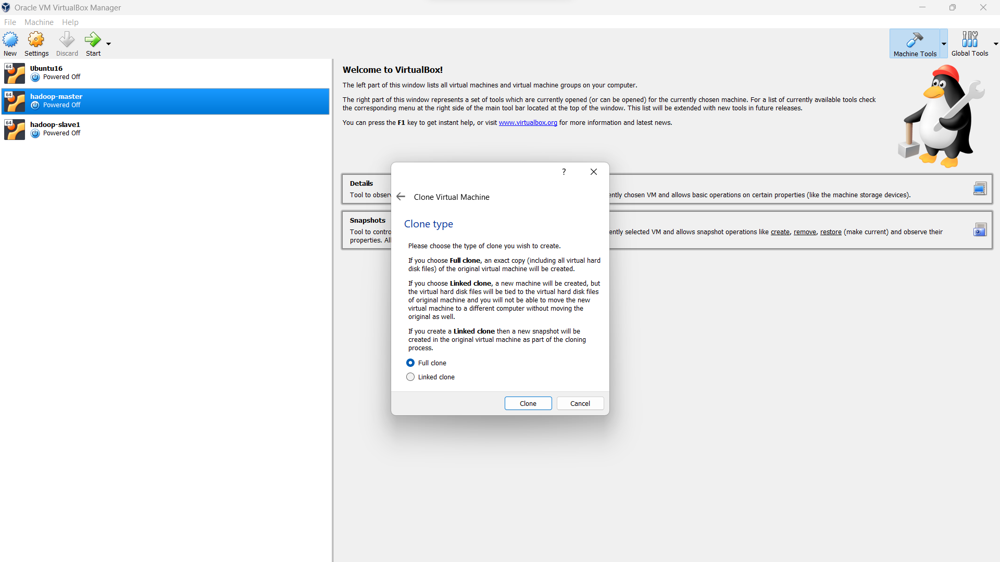 Oracle VM VirtualBox Manager
File Machine Help
New Settings Discard Start
Machine Tools Global Tools
64
Ubuntu16
Powered Off
64
hadoop-master
Powered Off
64
hadoop-slave1
Powered Off
Welcome to VirtualBox!
The left part of this window lists all virtual machines and virtual machine groups on your computer.
The right part of this window represents a set of tools which are currently opened (or can be opened) for the currently chosen machine. For a list of currently available tools check
the corresponding menu at the right side of the main tool bar located at the top of the window. This list will be extended with new tools in future releases.
You can press the F1 key to get instant help, or visit www.virtualbox.org for more information and latest news.
Details
Tool to obser
ently chosen VM and allows basic operations on certain properties (like the machine storage devices).
Snapshots
Tool to contro
ently selected VM and allows snapshot operations like create, remove, restore (make current) and observe their
properties. Al
?
Clone Virtual Machine
Clone type
Please choose the type of clone you wish to create.
If you choose Full clone, an exact copy (including all virtual hard
disk files) of the original virtual machine will be created.
If you choose Linked clone, a new machine will be created, but
the virtual hard disk files will be tied to the virtual hard disk files
of original machine and you will not be able to move the new
virtual machine to a different computer without moving the
original as well.
If you create a Linked clone then a new snapshot will be
created in the original virtual machine as part of the cloning
process.
Full clone
Linked clone
Clone Cancel